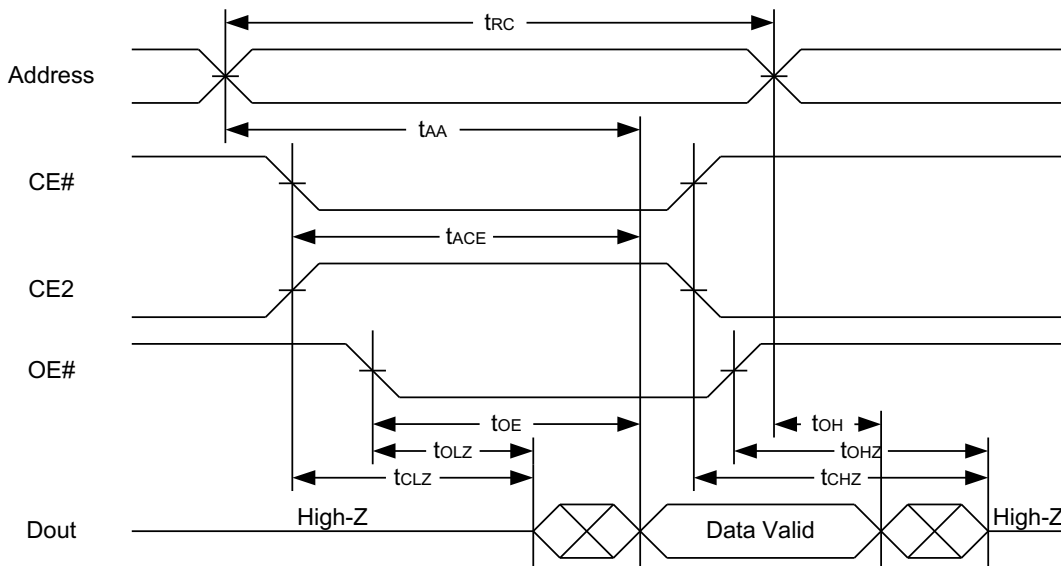 tRC
Address
tAA
CE#
tACE
CE2
OE#
tOE
tOH
tOLZ
tOHZ
tCLZ
tCHZ
Dout
High-Z
Data Valid
High-Z